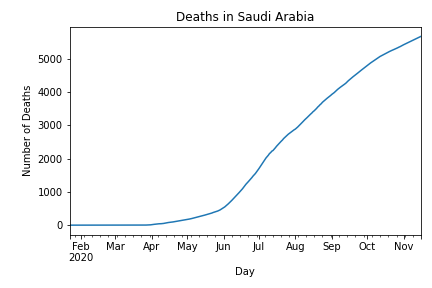 Deaths in Saudi Arabia
Number of Deaths
5000
4000
3000
2000
1000
0
Feb Mar Apr May Jun Jul Aug Sep Oct Nov
2020
Day